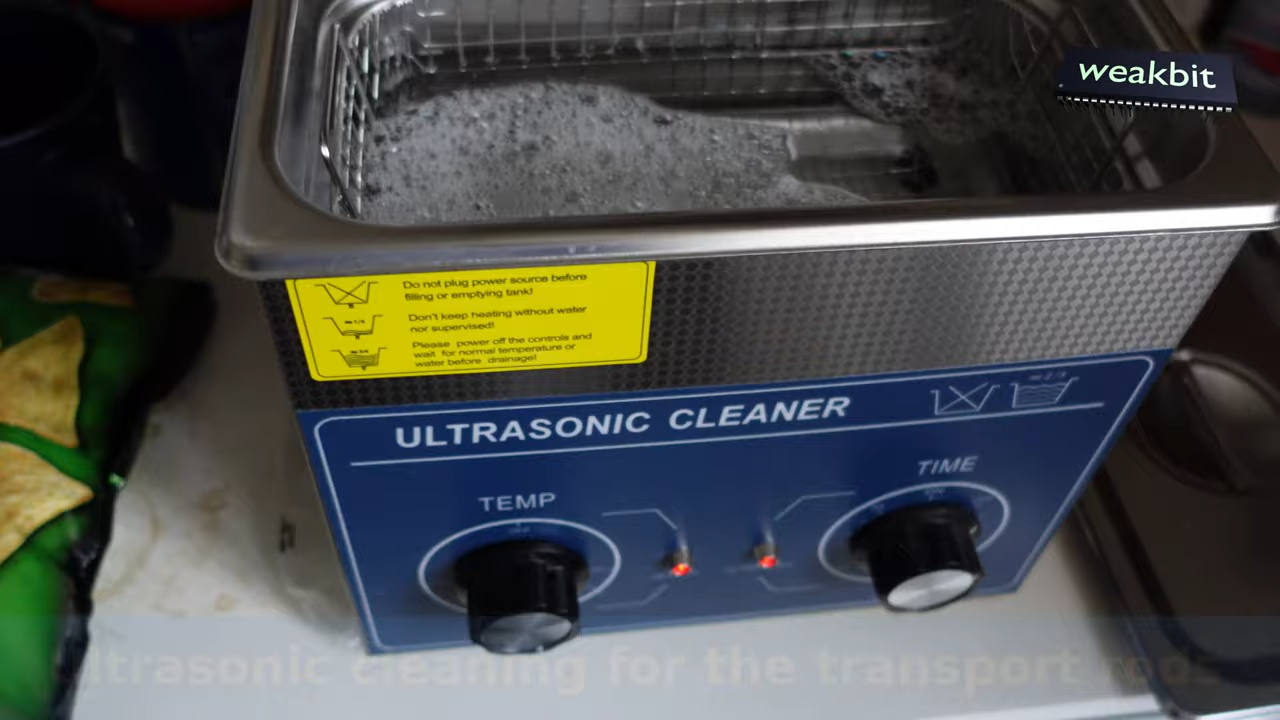 weakbit
Do not plug power source before
filling or emptying tank!
Don't keep heating without water
nor supervised!
Please power off the controls and
wait for normal temperature or
water before drainage!
ULTRASONIC CLEANER
TEMP
TIME
ultrasonic cleaning for the transport rods